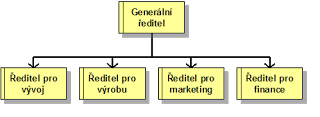 Generální
ředitel
Ředitel pro
vývoj
Ředitel pro
výrobu
Ředitel pro
marketing
Ředitel pro
finance